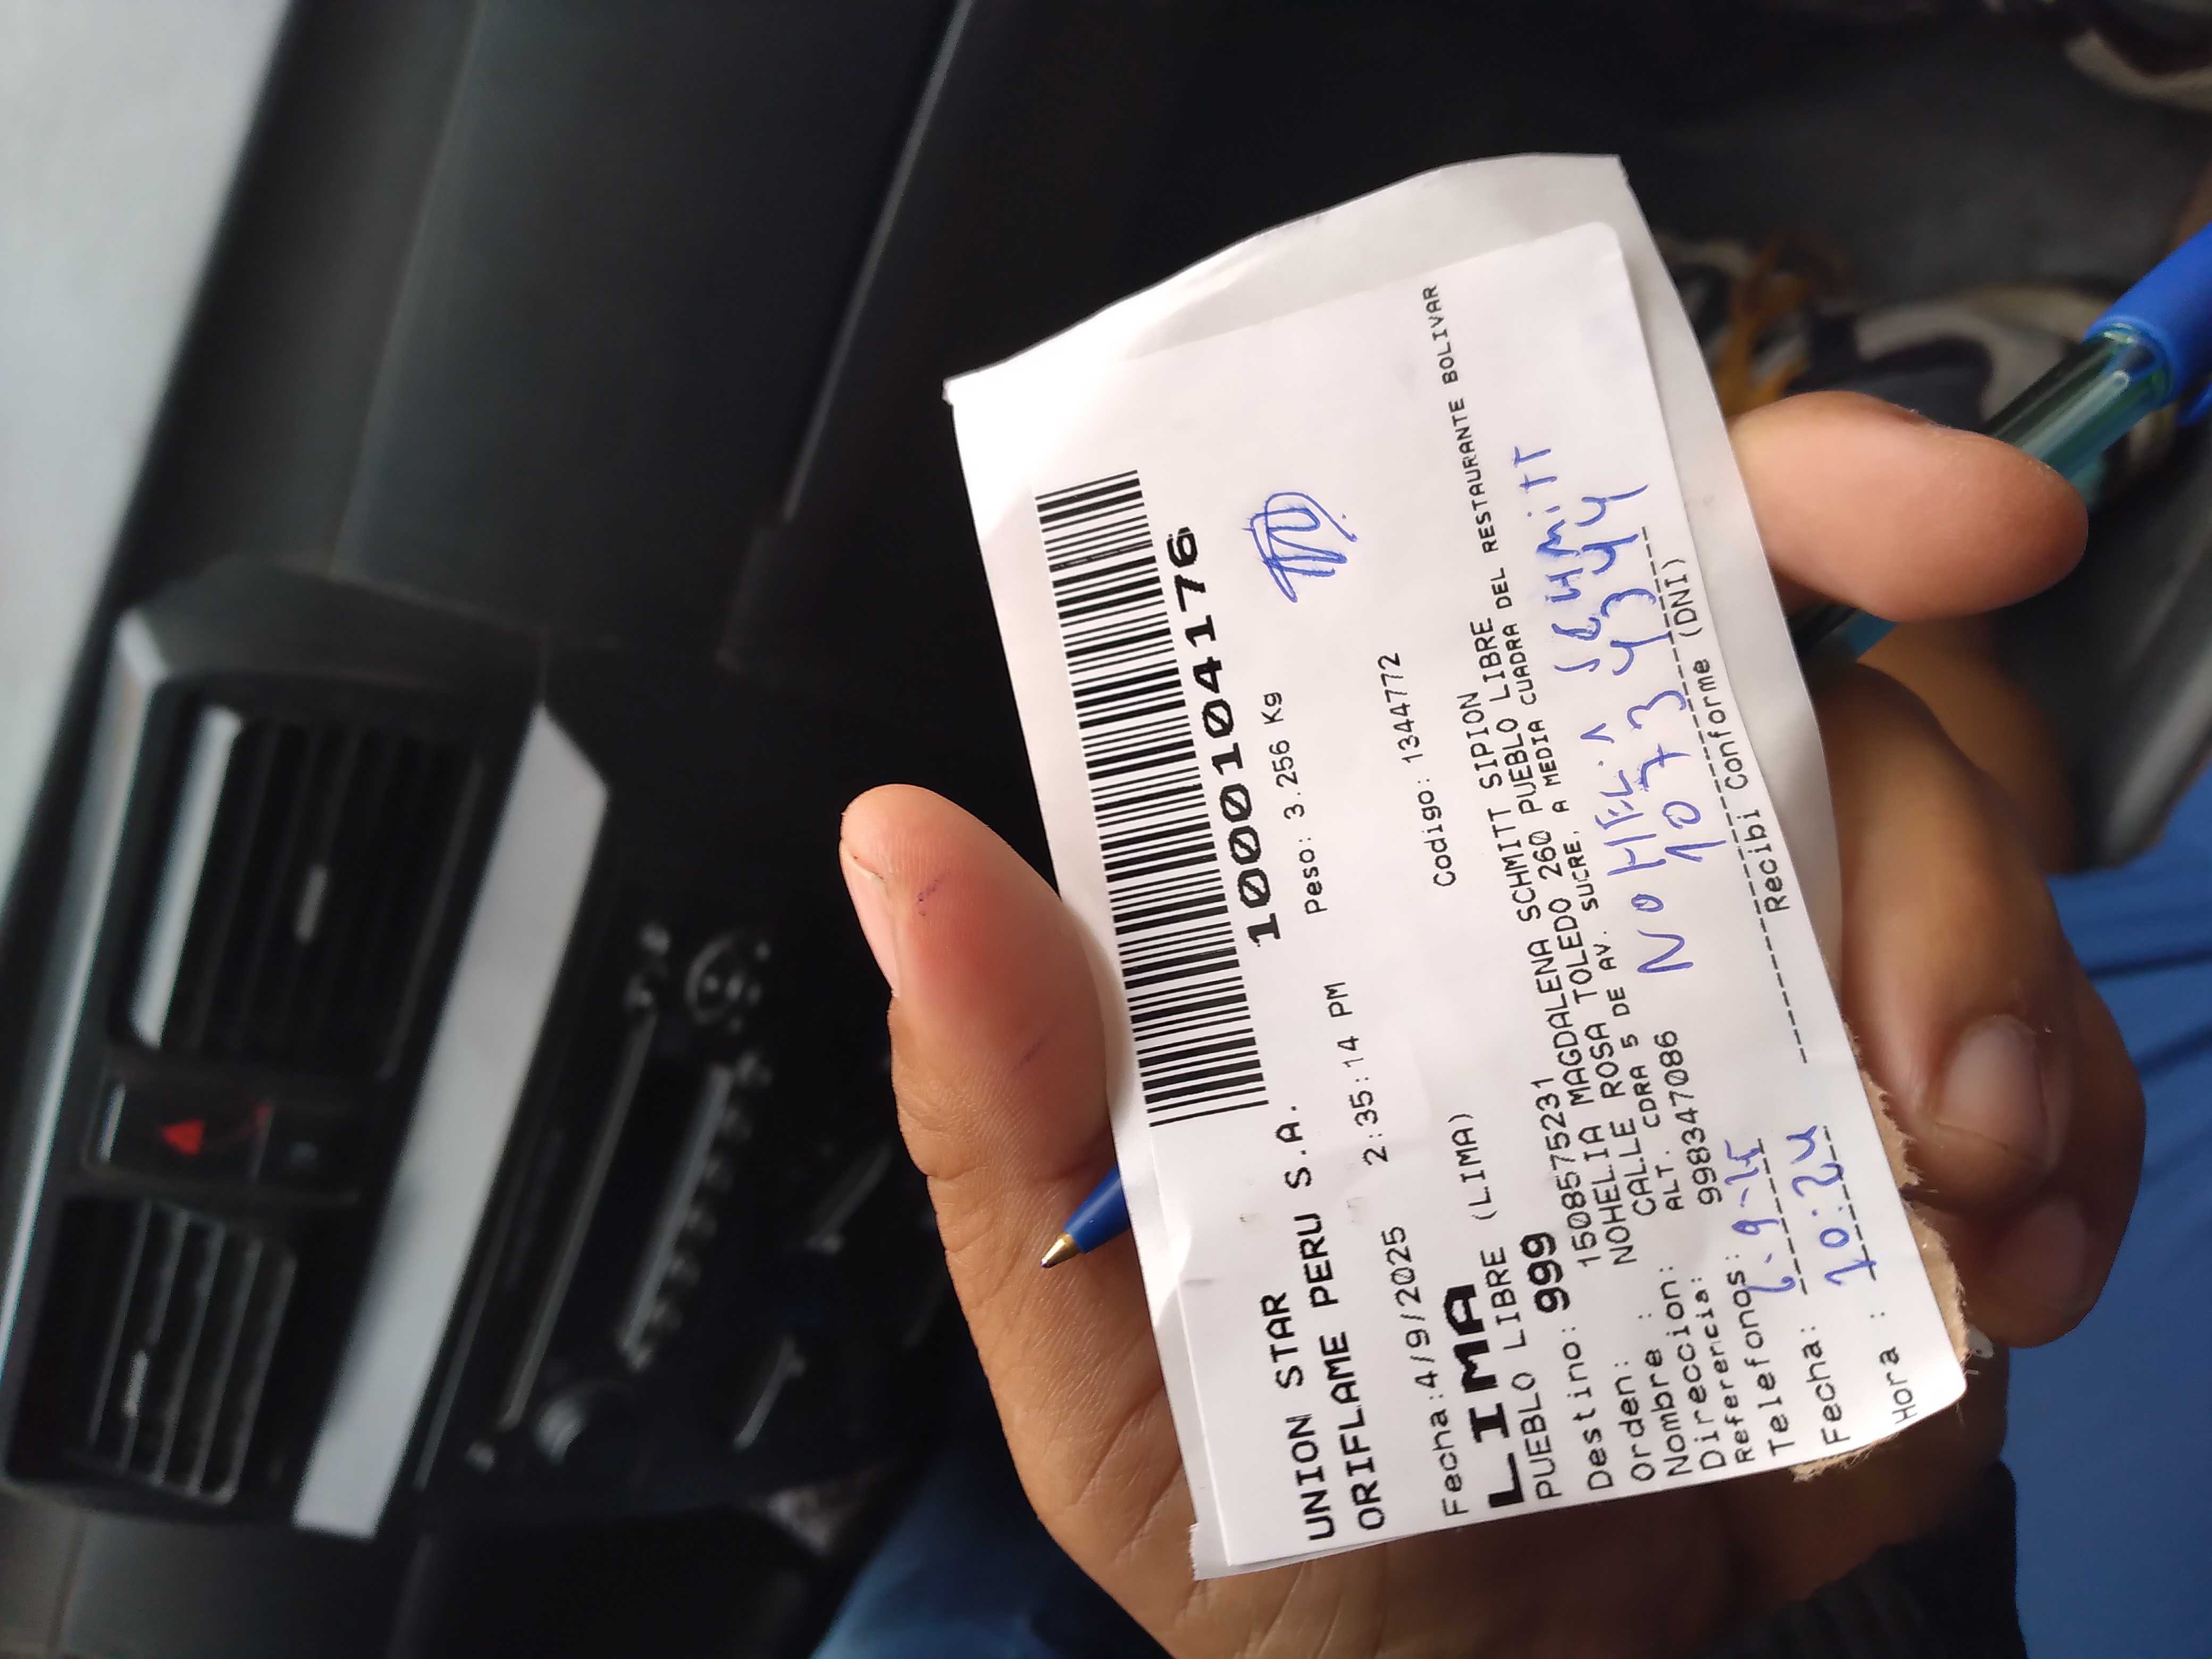 1000104176
UNION STAR
ORIFLAME PERU S.A.
Peso: 3.256 Kg
Fecha:4/9/2025 2:35:14 PM
LIMA
Codigo: 1344772
PUEBLO LIBRE (LIMA)
Destino: 999
Orden: 150857575231
Nombre : NOHELIA MAGDALENA SCHMITT SIPION
Direccion: CALLE ROSA TOLEDO 260 PUEBLO LIBRE PUEBLO LIBRE
Referencia: ALT. CDRA 5 DE AV. SUCRE. A MEDIA CUADRA DEL RESTAURANTE BOLIVAR
Telefonos: 998347086
NOHELIA SCHMITT
Fecha: 6-9-25
10734344
Hora : 10:24
Recibi Conforme (DNI)